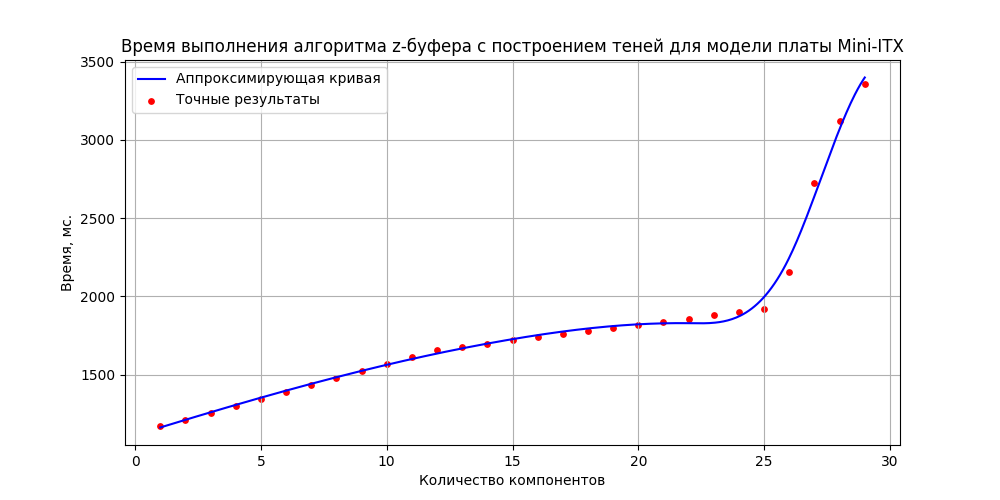 Время выполнения алгоритма z-буфера с построением теней для модели платы Mini-ITX
Аппроксимирующая кривая
Точные результаты
Время, мс.
3500
3000
2500
2000
1500
0
5
10
15
20
25
30
Количество компонентов